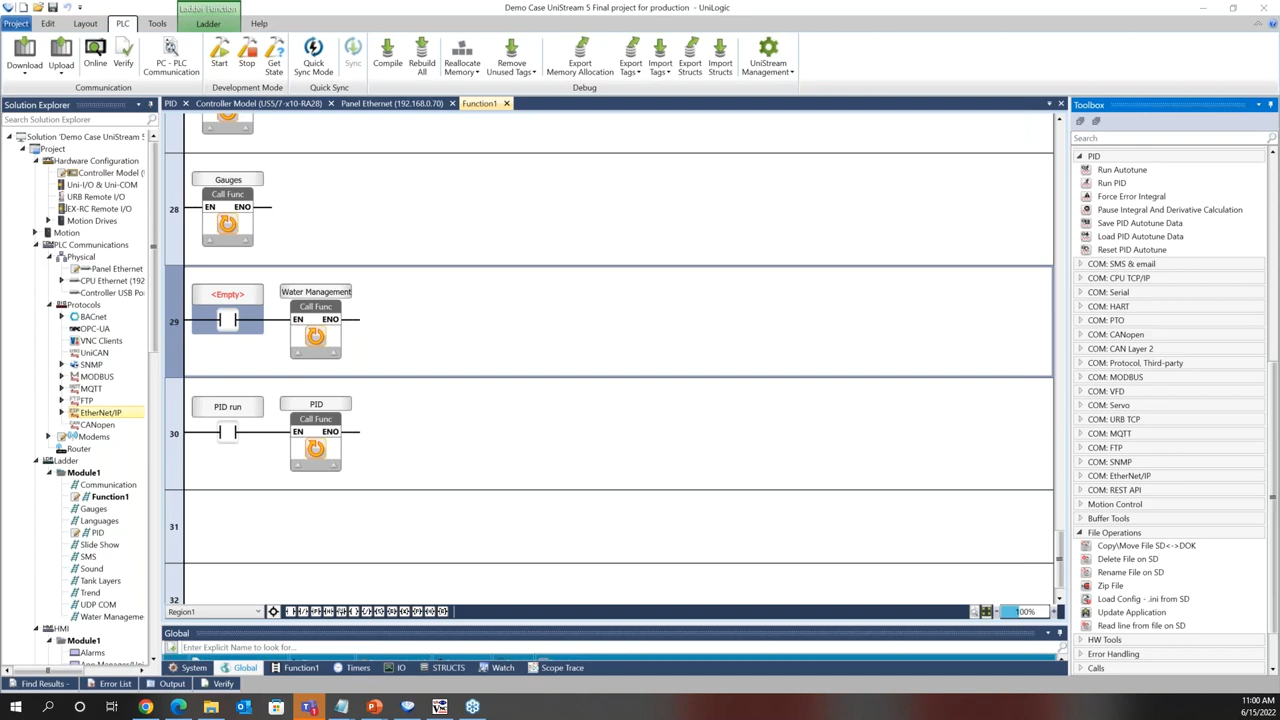 Ladder Function
Demo Case UniStream 5 Final project for production - UniLogic
Project Edit Layout PLC Tools Ladder Help
Download Upload Online Verify PC - PLC Communication Start Stop Get State Quick Sync Mode Sync Compile Rebuild All Reallocate Memory Remove Unused Tags Export Memory Allocation Export Tags Import Tags Export Structs Import Structs UniStream Management
Communication Development Mode Quick Sync Debug
Solution Explorer
Search Solution Explorer
Solution 'Demo Case UniStream 5
Project
Hardware Configuration
Controller Model (
Uni-I/O & Uni-COM
URB Remote I/O
EX-RC Remote I/O
Motion Drives
Motion
PLC Communications
Physical
Panel Ethernet
CPU Ethernet (192
Controller USB Po
Protocols
BACnet
OPC-UA
VNC Clients
UniCAN
SNMP
MODBUS
MQTT
FTP
EtherNet/IP
CANopen
Modems
Router
Ladder
Module1
Communication
Function1
Gauges
Languages
PID
Slide Show
SMS
Sound
Tank Layers
Trend
UDP COM
Water Manageme
HMI
Module1
Alarms
PID Controller Model (US5/7-x10-RA28) Panel Ethernet (192.168.0.70) Function1
28
Gauges
Call Func
EN ENO
29
<Empty>
Water Management
Call Func
EN ENO
30
PID run
PID
Call Func
EN ENO
31
32
Region1
100%
Global
Enter Explicit Name to look for...
System Global Function1 Timers IO STRUCTS Watch Scope Trace
Find Results Error List Output Verify
Toolbox
Search
PID
Run Autotune
Run PID
Force Error Integral
Pause Integral And Derivative Calculation
Save PID Autotune Data
Load PID Autotune Data
Reset PID Autotune
COM: SMS & email
COM: CPU TCP/IP
COM: Serial
COM: HART
COM: PTO
COM: CANopen
COM: CAN Layer 2
COM: Protocol, Third-party
COM: MODBUS
COM: VFD
COM: Servo
COM: URB TCP
COM: MQTT
COM: FTP
COM: SNMP
COM: EtherNet/IP
COM: REST API
Motion Control
Buffer Tools
File Operations
Copy\Move File SD<->DOK
Delete File on SD
Rename File on SD
Zip File
Load Config - .ini from SD
Update Application
Read line from file on SD
HW Tools
Error Handling
Calls
11:00 AM
6/15/2022